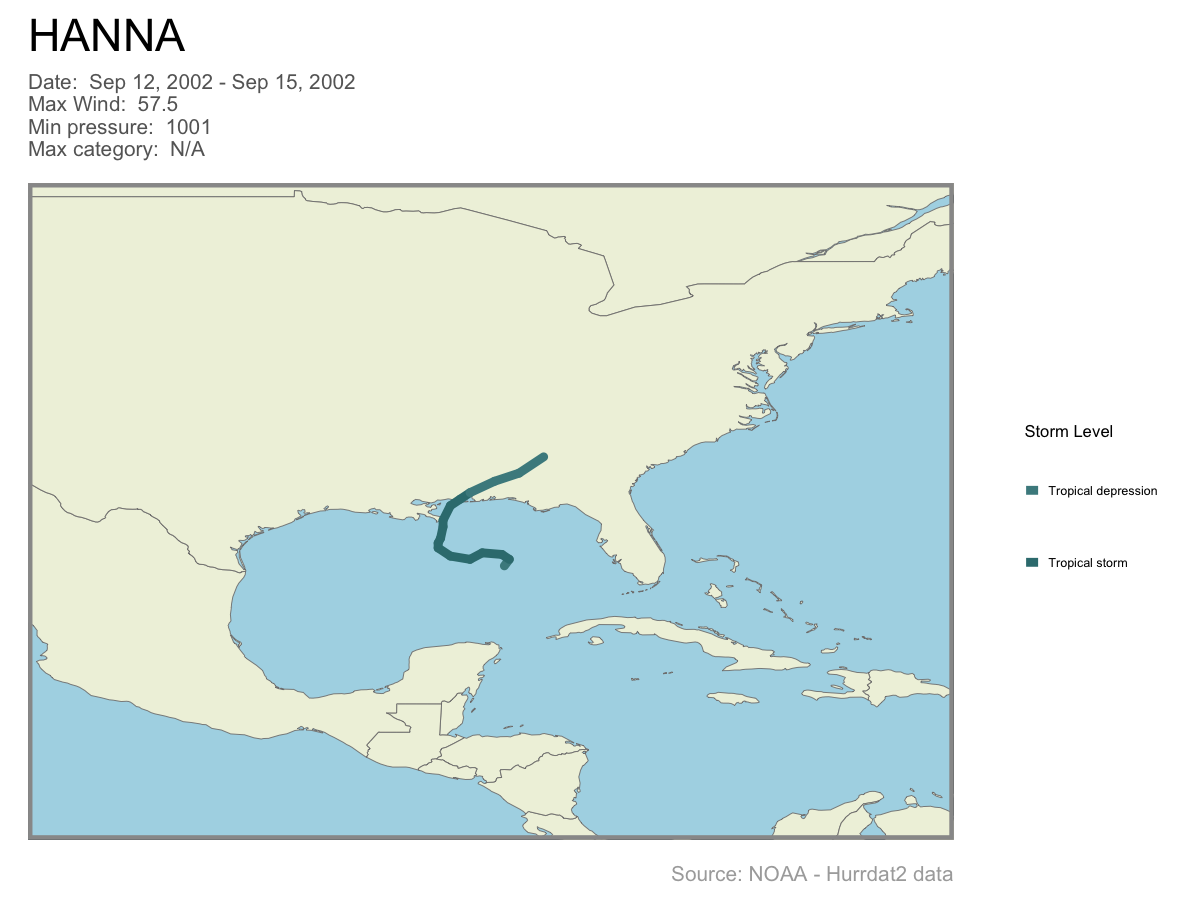 HANNA
Date:  Sep 12, 2002 - Sep 15, 2002
Max Wind:  57.5
Min pressure:  1001
Max category:  N/A
Storm Level
Tropical depression
Tropical storm
Source: NOAA - Hurrdat2 data